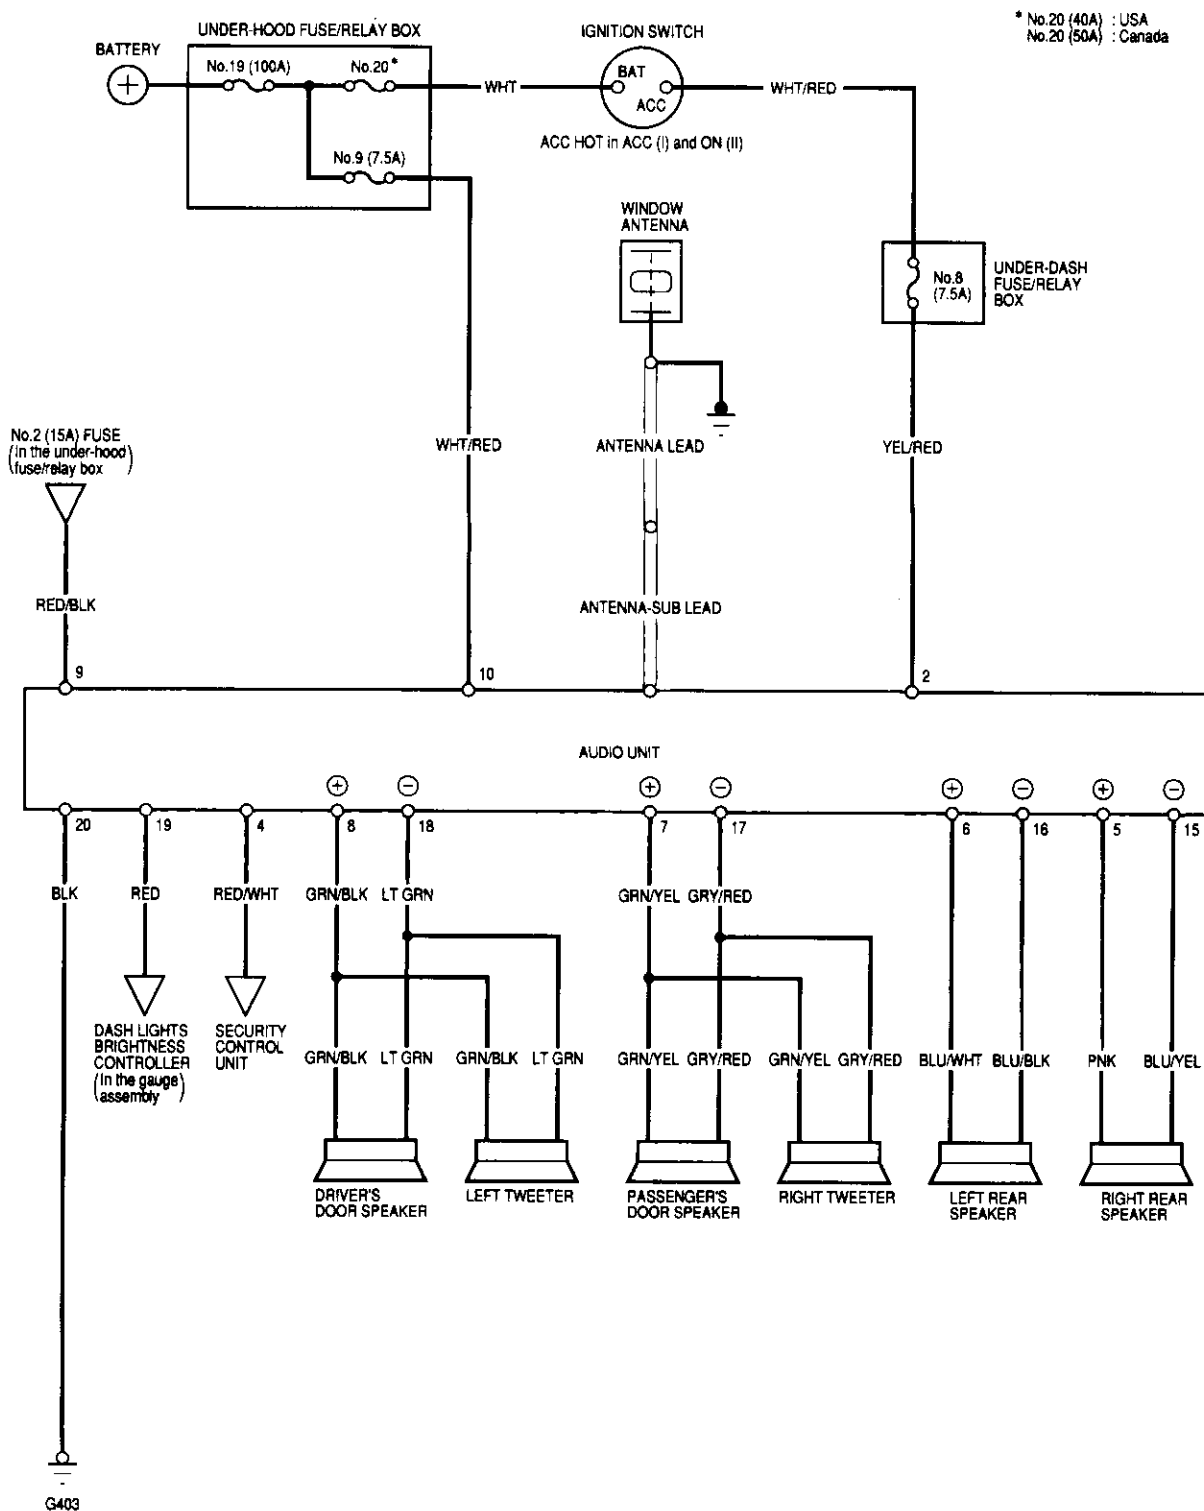 * No.20 (40A) : USA
No.20 (50A) : Canada
UNDER-HOOD FUSE/RELAY BOX
IGNITION SWITCH
BATTERY
No.19 (100A)
No.20*
BAT
WHT
WHT/RED
ACC
ACC HOT in ACC (I) and ON (II)
No.9 (7.5A)
WINDOW
ANTENNA
No.8
(7.5A)
UNDER-DASH
FUSE/RELAY
BOX
No.2 (15A) FUSE
(In the under-hood)
(fuse/relay box)
WHT/RED
ANTENNA LEAD
YEL/RED
RED/BLK
ANTENNA-SUB LEAD
9
10
2
AUDIO UNIT
+
−
+
−
+
−
+
−
20
19
4
8
18
7
17
6
16
5
15
BLK
RED
RED/WHT
GRN/BLK
LT GRN
GRN/YEL
GRY/RED
DASH LIGHTS
BRIGHTNESS
CONTROLLER
(In the gauge)
(assembly)
SECURITY
CONTROL
UNIT
GRN/BLK
LT GRN
GRN/BLK
LT GRN
GRN/YEL
GRY/RED
GRN/YEL
GRY/RED
BLU/WHT
BLU/BLK
PNK
BLU/YEL
DRIVER'S
DOOR SPEAKER
LEFT TWEETER
PASSENGER'S
DOOR SPEAKER
RIGHT TWEETER
LEFT REAR
SPEAKER
RIGHT REAR
SPEAKER
G403